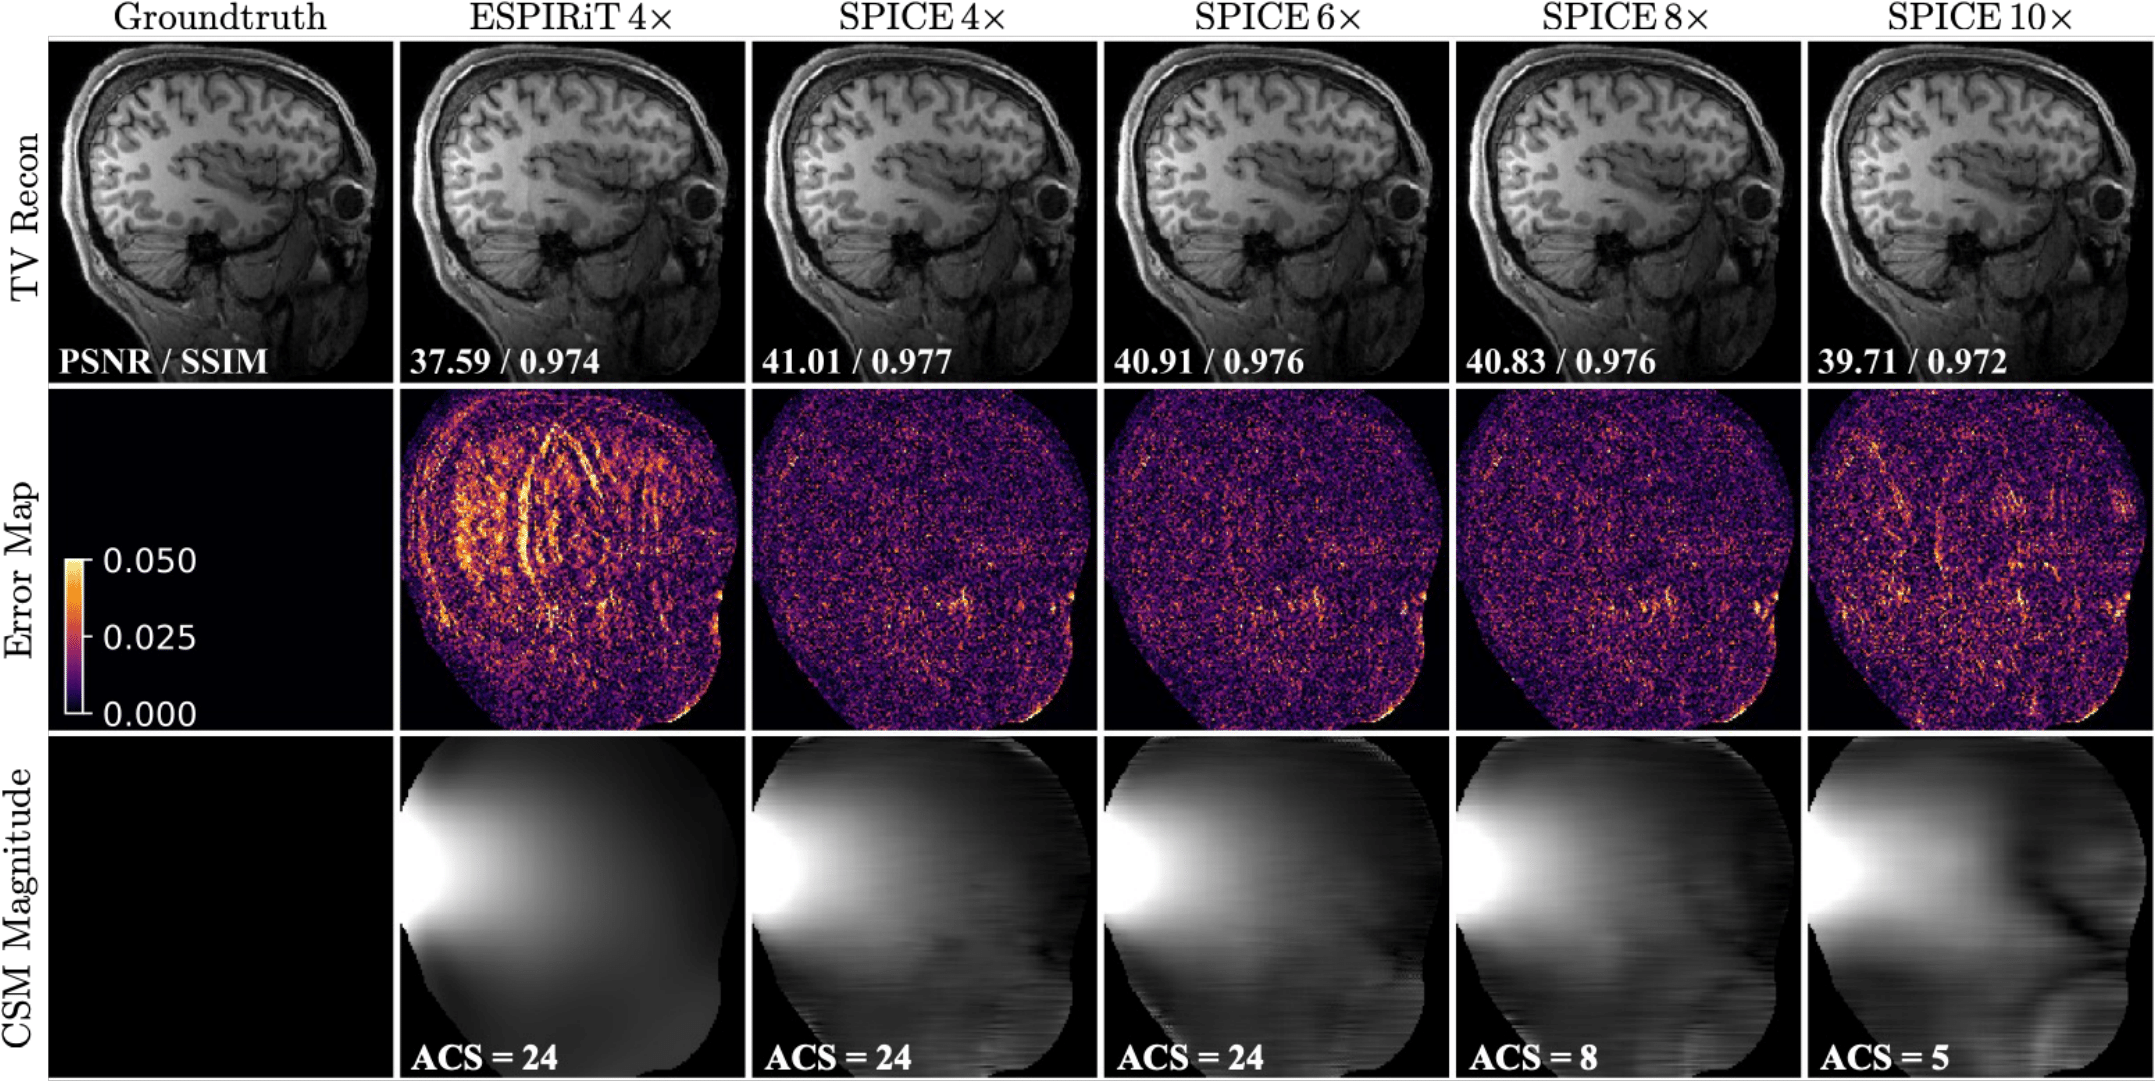 Groundtruth
ESPIRiT 4×
SPICE 4×
SPICE 6×
SPICE 8×
SPICE 10×
TV Recon
PSNR / SSIM
37.59 / 0.974
41.01 / 0.977
40.91 / 0.976
40.83 / 0.976
39.71 / 0.972
Error Map
0.050
0.025
0.000
CSM Magnitude
ACS = 24
ACS = 24
ACS = 24
ACS = 8
ACS = 5